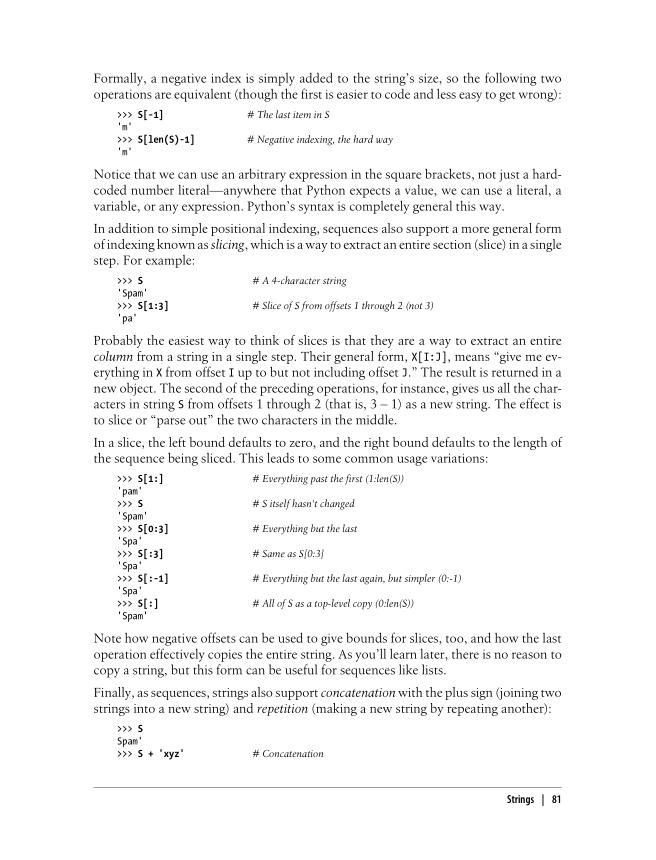 Formally, a negative index is simply added to the string's size, so the following two
operations are equivalent (though the first is easier to code and less easy to get wrong):
>>> S[-1] # The last item in S
'm'
>>> S[len(S)-1] # Negative indexing, the hard way
'm'
Notice that we can use an arbitrary expression in the square brackets, not just a hard-
coded number literal—anywhere that Python expects a value, we can use a literal, a
variable, or any expression. Python's syntax is completely general this way.
In addition to simple positional indexing, sequences also support a more general form
of indexing known as slicing, which is a way to extract an entire section (slice) in a single
step. For example:
>>> S # A 4-character string
'Spam'
>>> S[1:3] # Slice of S from offsets 1 through 2 (not 3)
'pa'
Probably the easiest way to think of slices is that they are a way to extract an entire
column from a string in a single step. Their general form, X[I:J], means “give me ev-
erything in X from offset I up to but not including offset J.” The result is returned in a
new object. The second of the preceding operations, for instance, gives us all the char-
acters in string S from offsets 1 through 2 (that is, 3 – 1) as a new string. The effect is
to slice or “parse out” the two characters in the middle.
In a slice, the left bound defaults to zero, and the right bound defaults to the length of
the sequence being sliced. This leads to some common usage variations:
>>> S[1:] # Everything past the first (1:len(S))
'pam'
>>> S # S itself hasn't changed
'Spam'
>>> S[0:3] # Everything but the last
'Spa'
>>> S[:3] # Same as S[0:3]
'Spa'
>>> S[:-1] # Everything but the last again, but simpler (0:-1)
'Spa'
>>> S[:] # All of S as a top-level copy (0:len(S))
'Spam'
Note how negative offsets can be used to give bounds for slices, too, and how the last
operation effectively copies the entire string. As you'll learn later, there is no reason to
copy a string, but this form can be useful for sequences like lists.
Finally, as sequences, strings also support concatenation with the plus sign (joining two
strings into a new string) and repetition (making a new string by repeating another):
>>> S
Spam'
>>> S + 'xyz' # Concatenation
Strings | 81